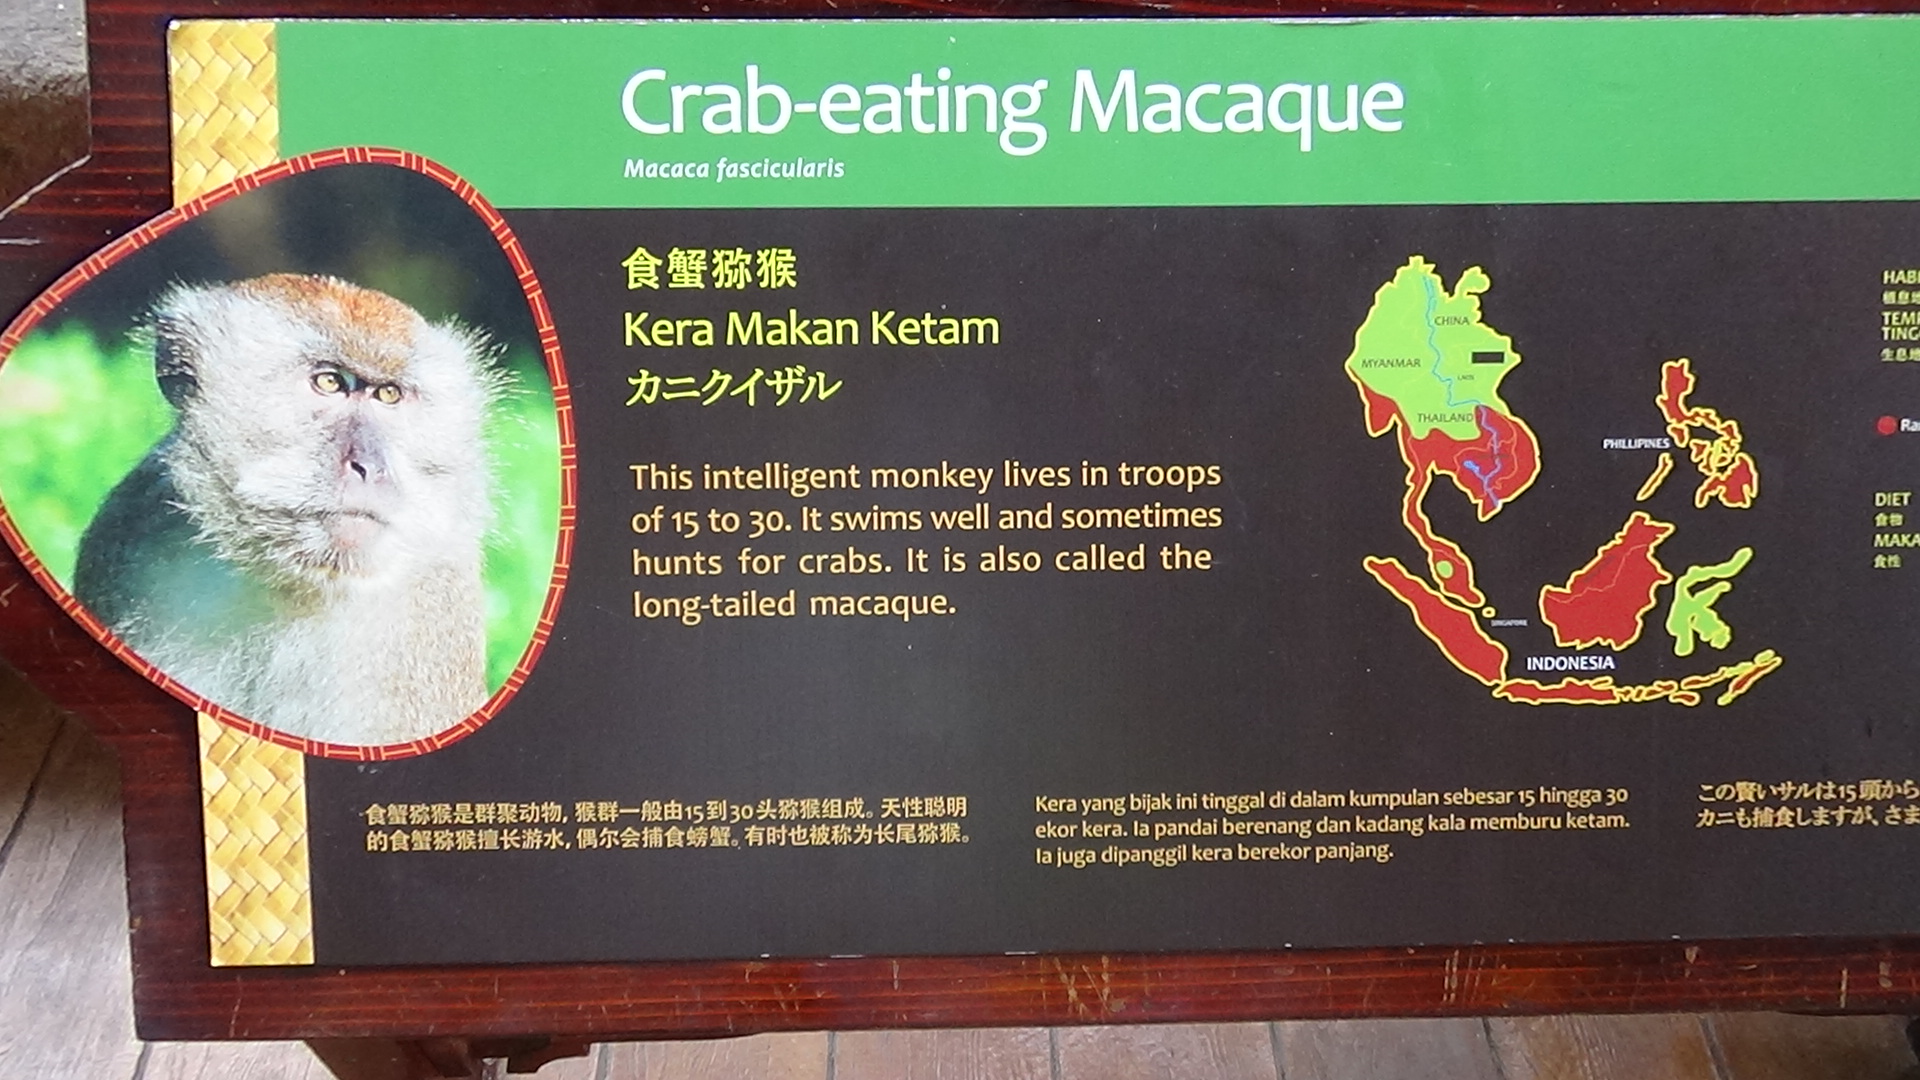 Crab-eating Macaque
Macaca fascicularis
食蟹猕猴
Kera Makan Ketam
カニクイザル
This intelligent monkey lives in troops
of 15 to 30. It swims well and sometimes
hunts for crabs. It is also called the
long-tailed macaque.
CHINA
MYANMAR
LAOS
THAILAND
PHILLIPINES
SINGAPORE
INDONESIA
DIET
食物
食性
食蟹猕猴是群聚动物, 猴群一般由15到30头猕猴组成。天性聪明
的食蟹猕猴擅长游水, 偶尔会捕食螃蟹。有时也被称为长尾猕猴。
Kera yang bijak ini tinggal di dalam kumpulan sebesar 15 hingga 30
ekor kera. Ia pandai berenang dan kadang kala memburu ketam.
Ia juga dipanggil kera berekor panjang.
この賢いサルは15頭から
カニも捕食しますが、さま